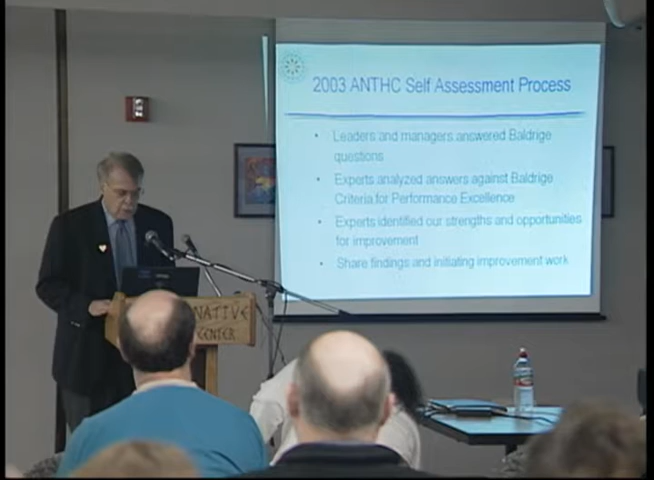 2003 ANTHC Self Assessment Process
• Leaders and managers answered Baldrige
questions
• Experts analyzed answers against Baldrige
Criteria for Performance Excellence
• Experts identified our strengths and opportunities
for improvement
• Share findings and initiating improvement work
NATIVE
CENTER